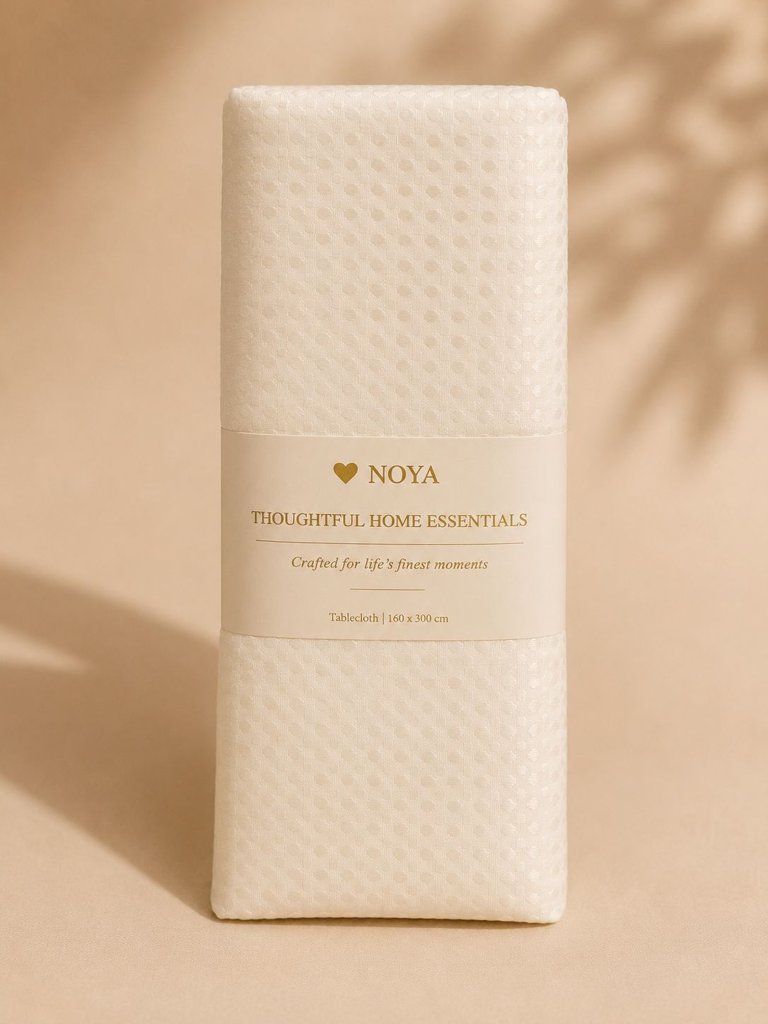 NOYA
THOUGHTFUL HOME ESSENTIALS
Crafted for life's finest moments
Tablecloth | 160 x 300 cm